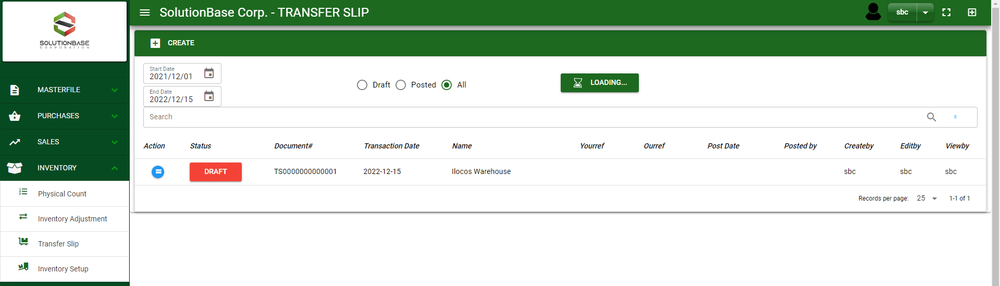 SOLUTIONBASE
CORPORATION
SolutionBase Corp. - TRANSFER SLIP
sbc
MASTERFILE
PURCHASES
SALES
INVENTORY
Physical Count
Inventory Adjustment
Transfer Slip
Inventory Setup
CREATE
Start Date
2021/12/01
End Date
2022/12/15
Draft Posted All
LOADING...
Search 0
Action Status Document# Transaction Date Name Yourref Ourref Post Date Posted by Createby Editby Viewby
DRAFT TS0000000000001 2022-12-15 Ilocos Warehouse sbc sbc sbc
Records per page: 25 1-1 of 1